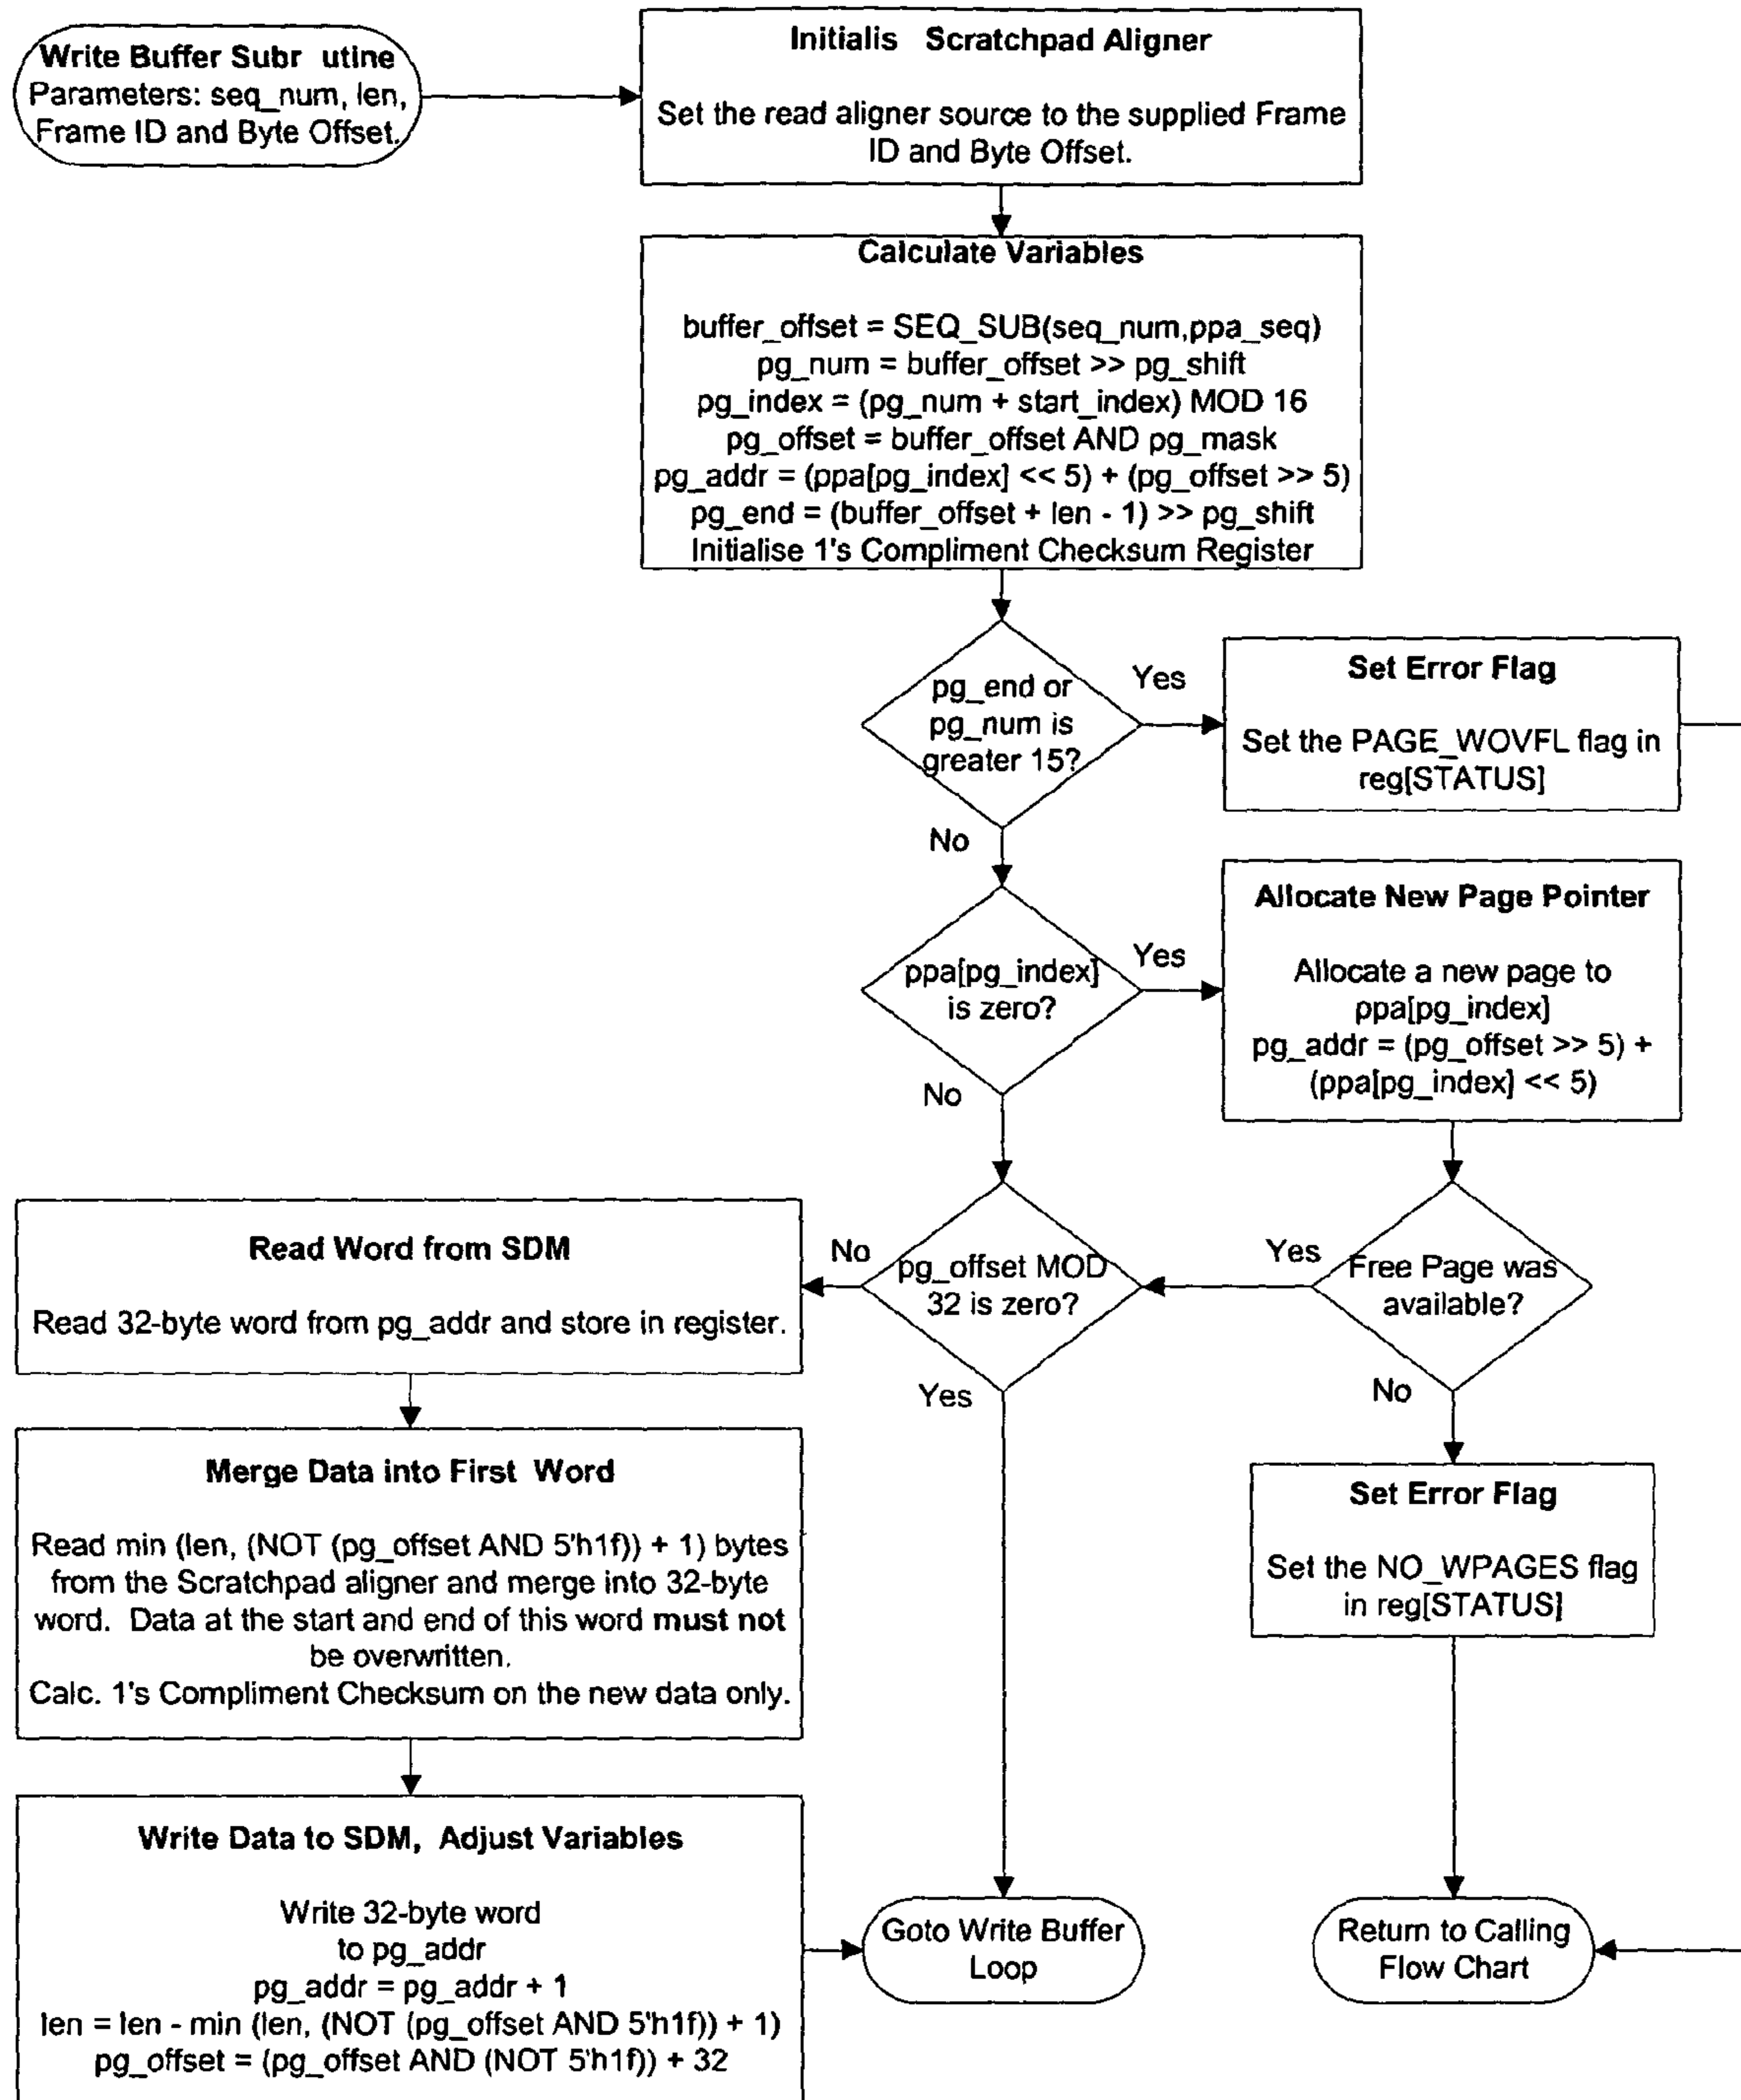 Write Buffer Subr utine
Parameters: seq_num, len,
Frame ID and Byte Offset.
Initialis Scratchpad Aligner
Set the read aligner source to the supplied Frame
ID and Byte Offset.
Calculate Variables
buffer_offset = SEQ_SUB(seq_num,ppa_seq)
pg_num = buffer_offset >> pg_shift
pg_index = (pg_num + start_index) MOD 16
pg_offset = buffer_offset AND pg_mask
pg_addr = (ppa[pg_index] << 5) + (pg_offset >> 5)
pg_end = (buffer_offset + len - 1) >> pg_shift
Initialise 1's Compliment Checksum Register
pg_end or
pg_num is
greater 15?
Yes
No
Set Error Flag
Set the PAGE_WOVFL flag in
reg[STATUS]
ppa[pg_index]
is zero?
Yes
No
Allocate New Page Pointer
Allocate a new page to
ppa[pg_index]
pg_addr = (pg_offset >> 5) +
(ppa[pg_index] << 5)
Free Page was
available?
Yes
No
pg_offset MOD
32 is zero?
No
Yes
Read Word from SDM
Read 32-byte word from pg_addr and store in register.
Merge Data into First Word
Read min (len, (NOT (pg_offset AND 5'h1f)) + 1) bytes
from the Scratchpad aligner and merge into 32-byte
word. Data at the start and end of this word must not
be overwritten.
Calc. 1's Compliment Checksum on the new data only.
Set Error Flag
Set the NO_WPAGES flag
in reg[STATUS]
Write Data to SDM, Adjust Variables
Write 32-byte word
to pg_addr
pg_addr = pg_addr + 1
len = len - min (len, (NOT (pg_offset AND 5'h1f)) + 1)
pg_offset = (pg_offset AND (NOT 5'h1f)) + 32
Goto Write Buffer
Loop
Return to Calling
Flow Chart